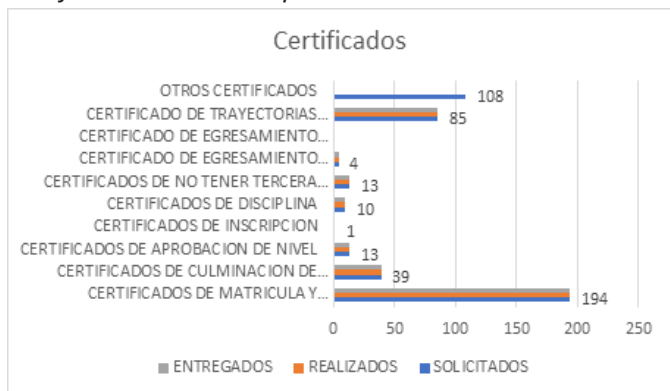 Certificados
OTROS CERTIFICADOS 108
CERTIFICADO DE TRAYECTORIAS... 85
CERTIFICADO DE EGRESAMIENTO
CERTIFICADO DE EGRESAMIENTO... 4
CERTIFICADOS DE NO TENER TERCERA... 13
CERTIFICADOS DE DISCIPLINA 10
CERTIFICADOS DE INSCRIPCION 1
CERTIFICADOS DE APROBACION DE NIVEL 13
CERTIFICADOS DE CULMINACION DE... 39
CERTIFICADOS DE MATRICULA Y... 194
0 50 100 150 200 250
ENTREGADOS REALIZADOS SOLICITADOS